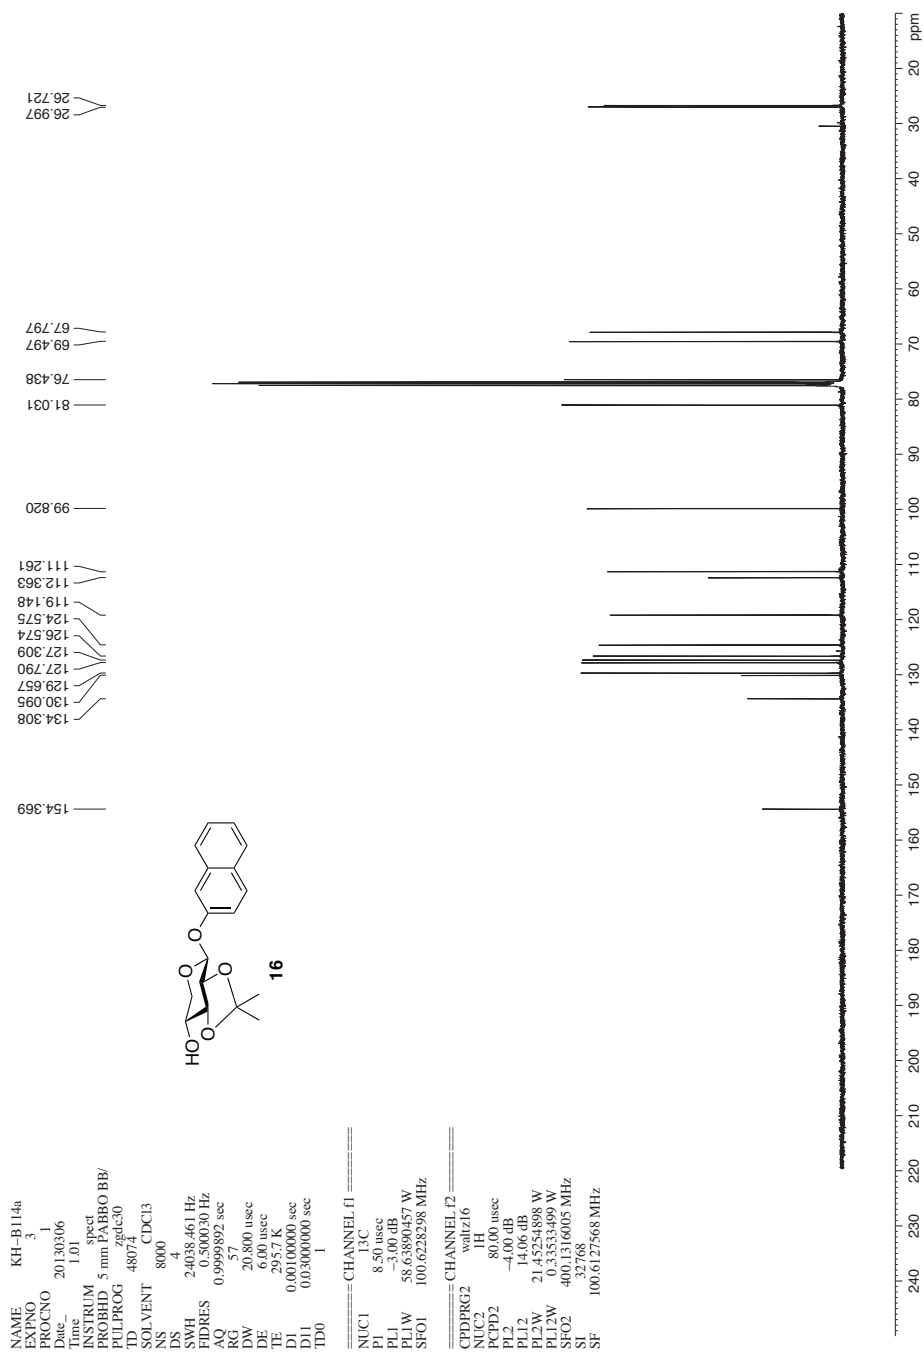 NAME KH-B114a
EXPNO 3
PROCNO 1
Date_ 20130306
Time 1.01
INSTRUM spect
PROBHD 5 mm PABBO BB/
PULPROG zgdc30
TD 48074
SOLVENT CDCl3
NS 8000
DS 4
SWH 24038.461 Hz
FIDRES 0.500030 Hz
AQ 0.9999892 sec
RG 57
DW 20.800 usec
DE 6.00 usec
TE 295.7 K
D1 0.00100000 sec
D11 0.03000000 sec
TD0 1
======== CHANNEL f1 ========
NUC1 13C
P1 8.50 usec
PL1 -3.00 dB
PL1W 58.63890457 W
SFO1 100.6228298 MHz
======== CHANNEL f2 ========
CPDPRG2 waltz16
NUC2 1H
PCPD2 80.00 usec
PL2 -4.00 dB
PL12 14.06 dB
PL2W 21.45254898 W
PL12W 0.33533499 W
SFO2 400.1316005 MHz
SI 32768
SF 100.6127568 MHz
154.369
134.308
130.095
129.657
127.790
127.309
126.574
124.575
119.148
112.363
111.261
99.820
81.031
76.438
69.497
67.797
26.997
26.721
HO
O
O
O
O
16
240 230 220 210 200 190 180 170 160 150 140 130 120 110 100 90 80 70 60 50 40 30 20 ppm